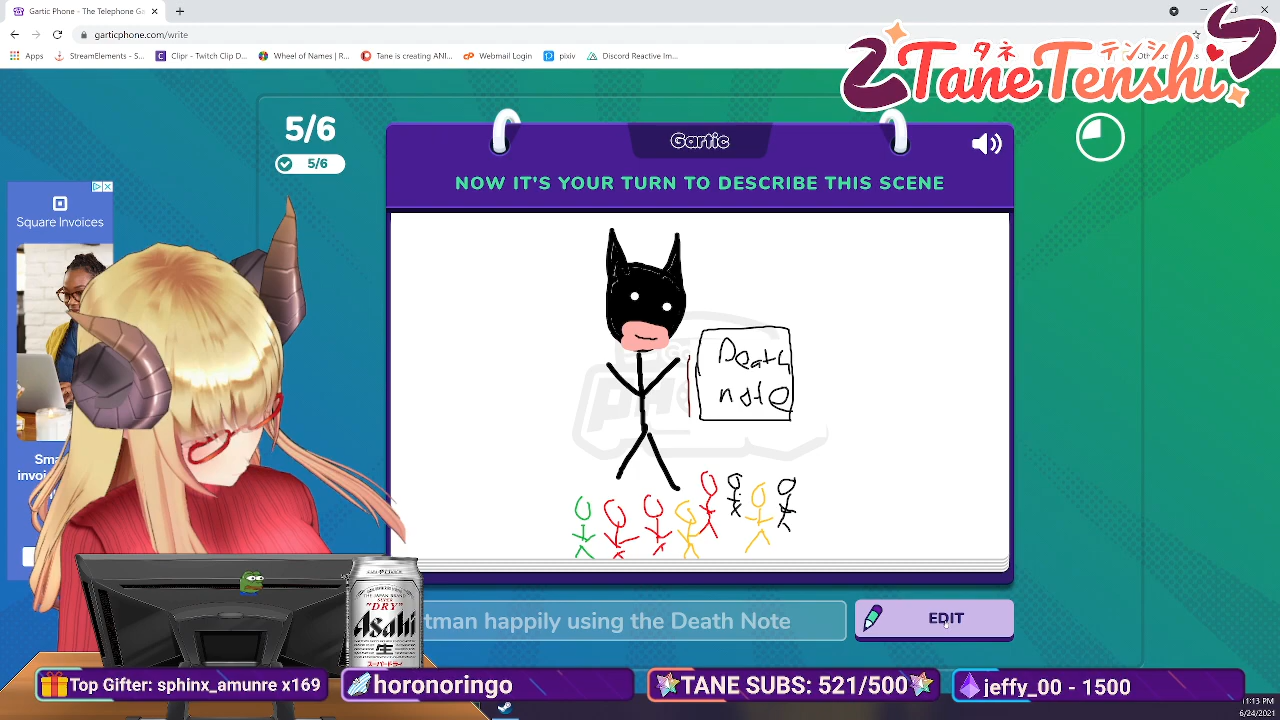 Gartic Phone - The Telephone Ga
garticphone.com/write
Apps
StreamElements - S...
Clipr - Twitch Clip D...
Wheel of Names | R...
Tane is creating ANI...
Webmail Login
pixiv
Discord Reactive Im...
タネ テンシ
TaneTenshi
5/6
5/6
Gartic
NOW IT'S YOUR TURN TO DESCRIBE THIS SCENE
Square Invoices
Death
note
tman happily using the Death Note
EDIT
"DRY"
Asahi
生
Top Gifter: sphinx_amunre x169
horonoringo
TANE SUBS: 521/500
jeffy_00 - 1500
6/24/2021